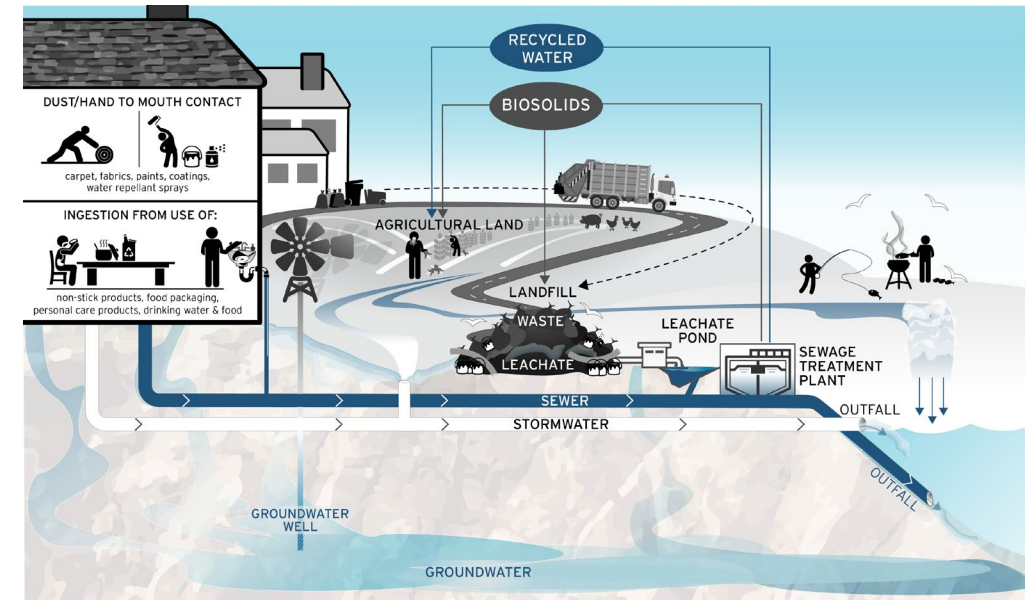 RECYCLED
WATER
BIOSOLIDS
DUST/HAND TO MOUTH CONTACT
carpet, fabrics, paints, coatings,
water repellant sprays
INGESTION FROM USE OF:
non-stick products, food packaging,
personal care products, drinking water & food
AGRICULTURAL LAND
LANDFILL
WASTE
LEACHATE
LEACHATE
POND
SEWAGE
TREATMENT
PLANT
SEWER
STORMWATER
OUTFALL
OUTFALL
GROUNDWATER
WELL
GROUNDWATER